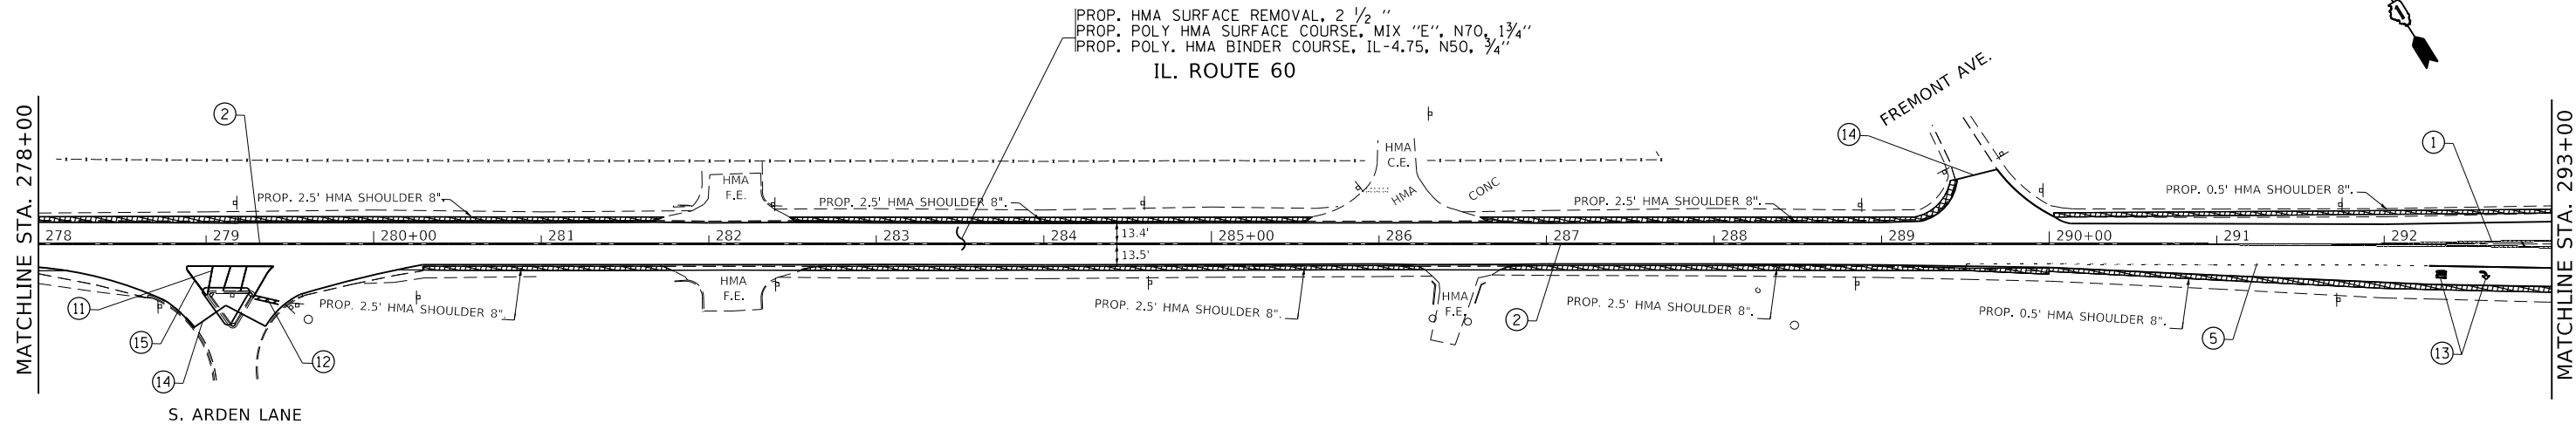 PROP. HMA SURFACE REMOVAL, 2 1/2 "
PROP. POLY HMA SURFACE COURSE, MIX "E", N70, 1 3/4"
PROP. POLY. HMA BINDER COURSE, IL-4.75, N50, 3/4"
IL. ROUTE 60
FREMONT AVE.
MATCHLINE STA. 278+00
MATCHLINE STA. 293+00
2
14
1
HMA
C.E.
HMA
F.E.
HMA
CONC
PROP. 2.5' HMA SHOULDER 8".
PROP. 2.5' HMA SHOULDER 8".
PROP. 2.5' HMA SHOULDER 8".
PROP. 0.5' HMA SHOULDER 8".
278
279
280+00
281
282
283
284
285+00
286
287
288
289
290+00
291
292
13.4'
13.5'
HMA
F.E.
HMA
F.E.
PROP. 2.5' HMA SHOULDER 8".
PROP. 2.5' HMA SHOULDER 8".
PROP. 2.5' HMA SHOULDER 8".
PROP. 0.5' HMA SHOULDER 8".
11
15
14
12
2
5
13
S. ARDEN LANE